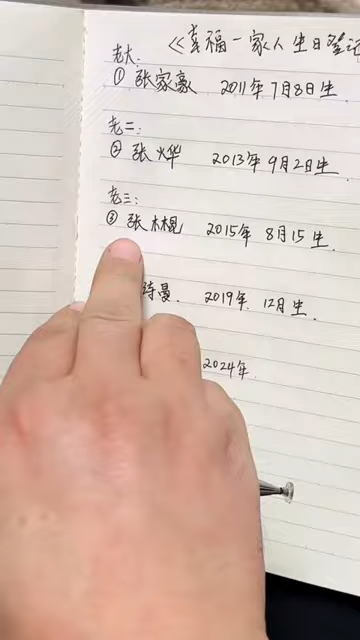 《幸福一家人生日登记
老大:
① 张家豪 2011年7月8日生.
老二:
② 张烨 2013年9月2日生.
老三:
③ 张木棍 2015年8月15生.
诗曼. 2019年.12月生.
2024年.